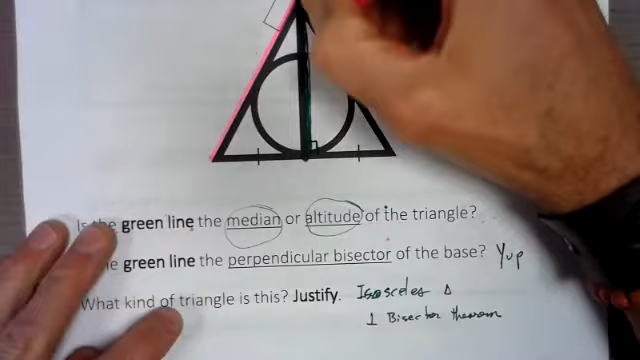 Is the green line the median or altitude of the triangle?
e green line the perpendicular bisector of the base? Yup
What kind of triangle is this? Justify. Isosceles Δ
⊥ Bisector theorem